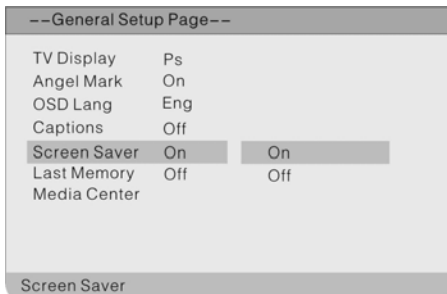 --General Setup Page--
TV Display Ps
Angel Mark On
OSD Lang Eng
Captions Off
Screen Saver On On
Last Memory Off Off
Media Center
Screen Saver